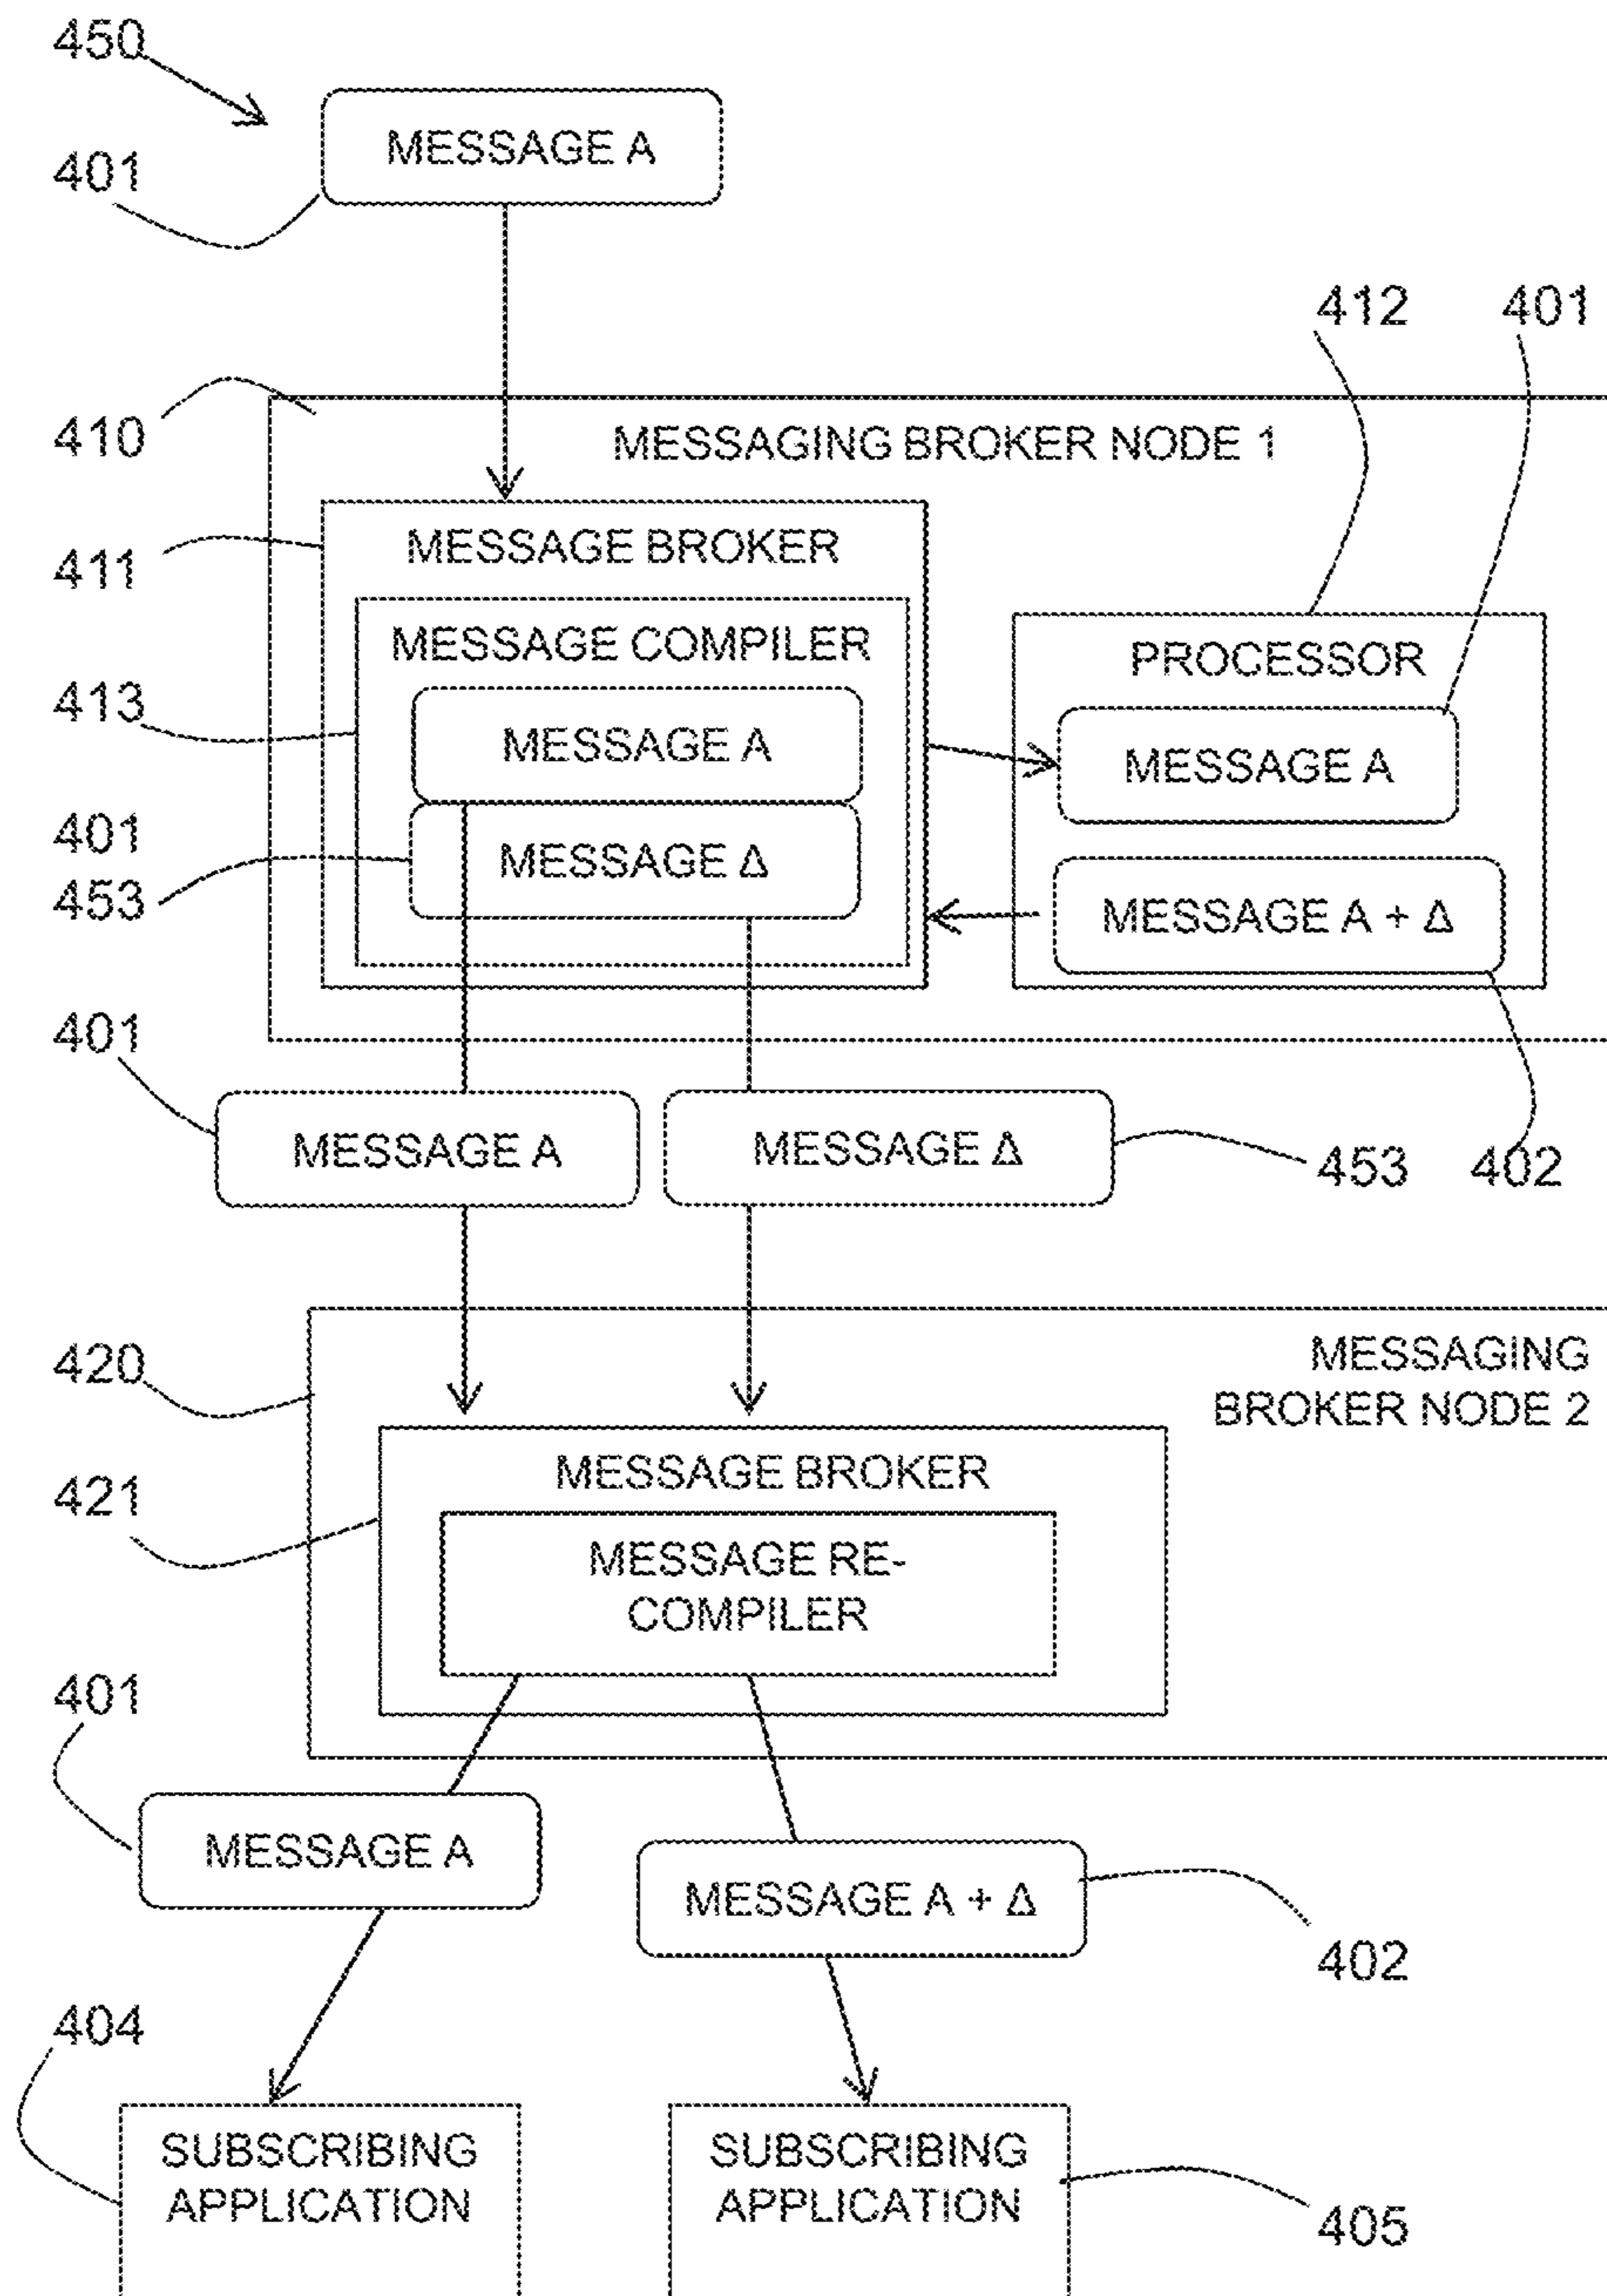 450
MESSAGE A
401
412
401
410
MESSAGING BROKER NODE 1
411
MESSAGE BROKER
MESSAGE COMPILER
PROCESSOR
413
MESSAGE A
MESSAGE A
401
453
MESSAGE Δ
MESSAGE A + Δ
401
MESSAGE A
MESSAGE Δ
453
402
420
MESSAGING
BROKER NODE 2
421
MESSAGE BROKER
MESSAGE RE-
COMPILER
401
MESSAGE A
MESSAGE A + Δ
402
404
SUBSCRIBING
APPLICATION
SUBSCRIBING
APPLICATION
405